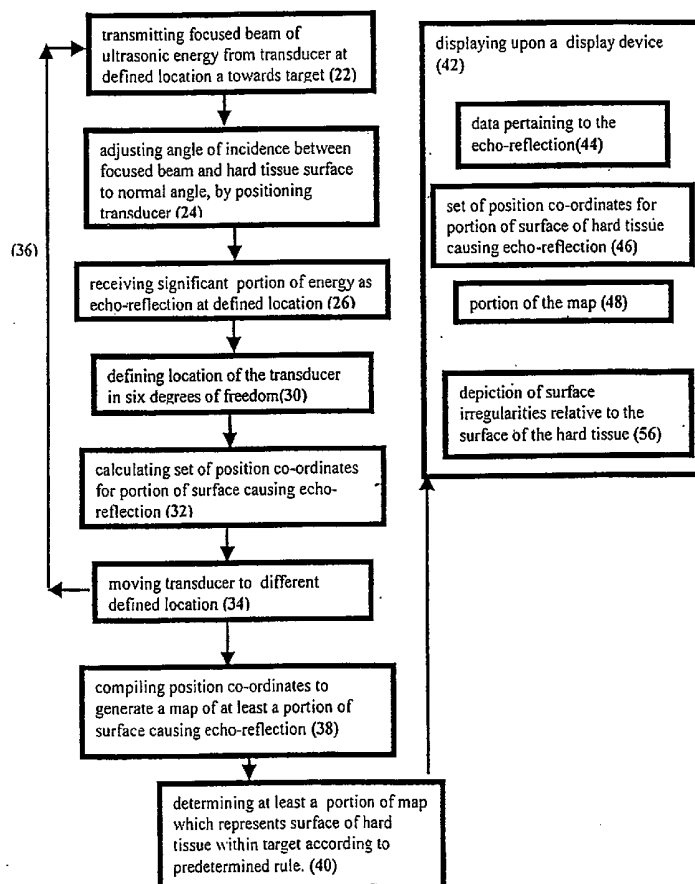 transmitting focused beam of
ultrasonic energy from transducer at
defined location a towards target (22)
adjusting angle of incidence between
focused beam and hard tissue surface
to normal angle, by positioning
transducer (24)
(36)
receiving significant portion of energy as
echo-reflection at defined location (26)
defining location of the transducer
in six degrees of freedom(30)
calculating set of position co-ordinates
for portion of surface causing echo-
reflection (32)
moving transducer to different
defined location (34)
compiling position co-ordinates to
generate a map of at least a portion of
surface causing echo-reflection (38)
determining at least a portion of map
which represents surface of hard
tissue within target according to
predetermined rule. (40)
displaying upon a display device
(42)
data pertaining to the
echo-reflection(44)
set of position co-ordinates for
portion of surface of hard tissue
causing echo-reflection (46)
portion of the map (48)
depiction of surface
irregularities relative to the
surface of the hard tissue (56)